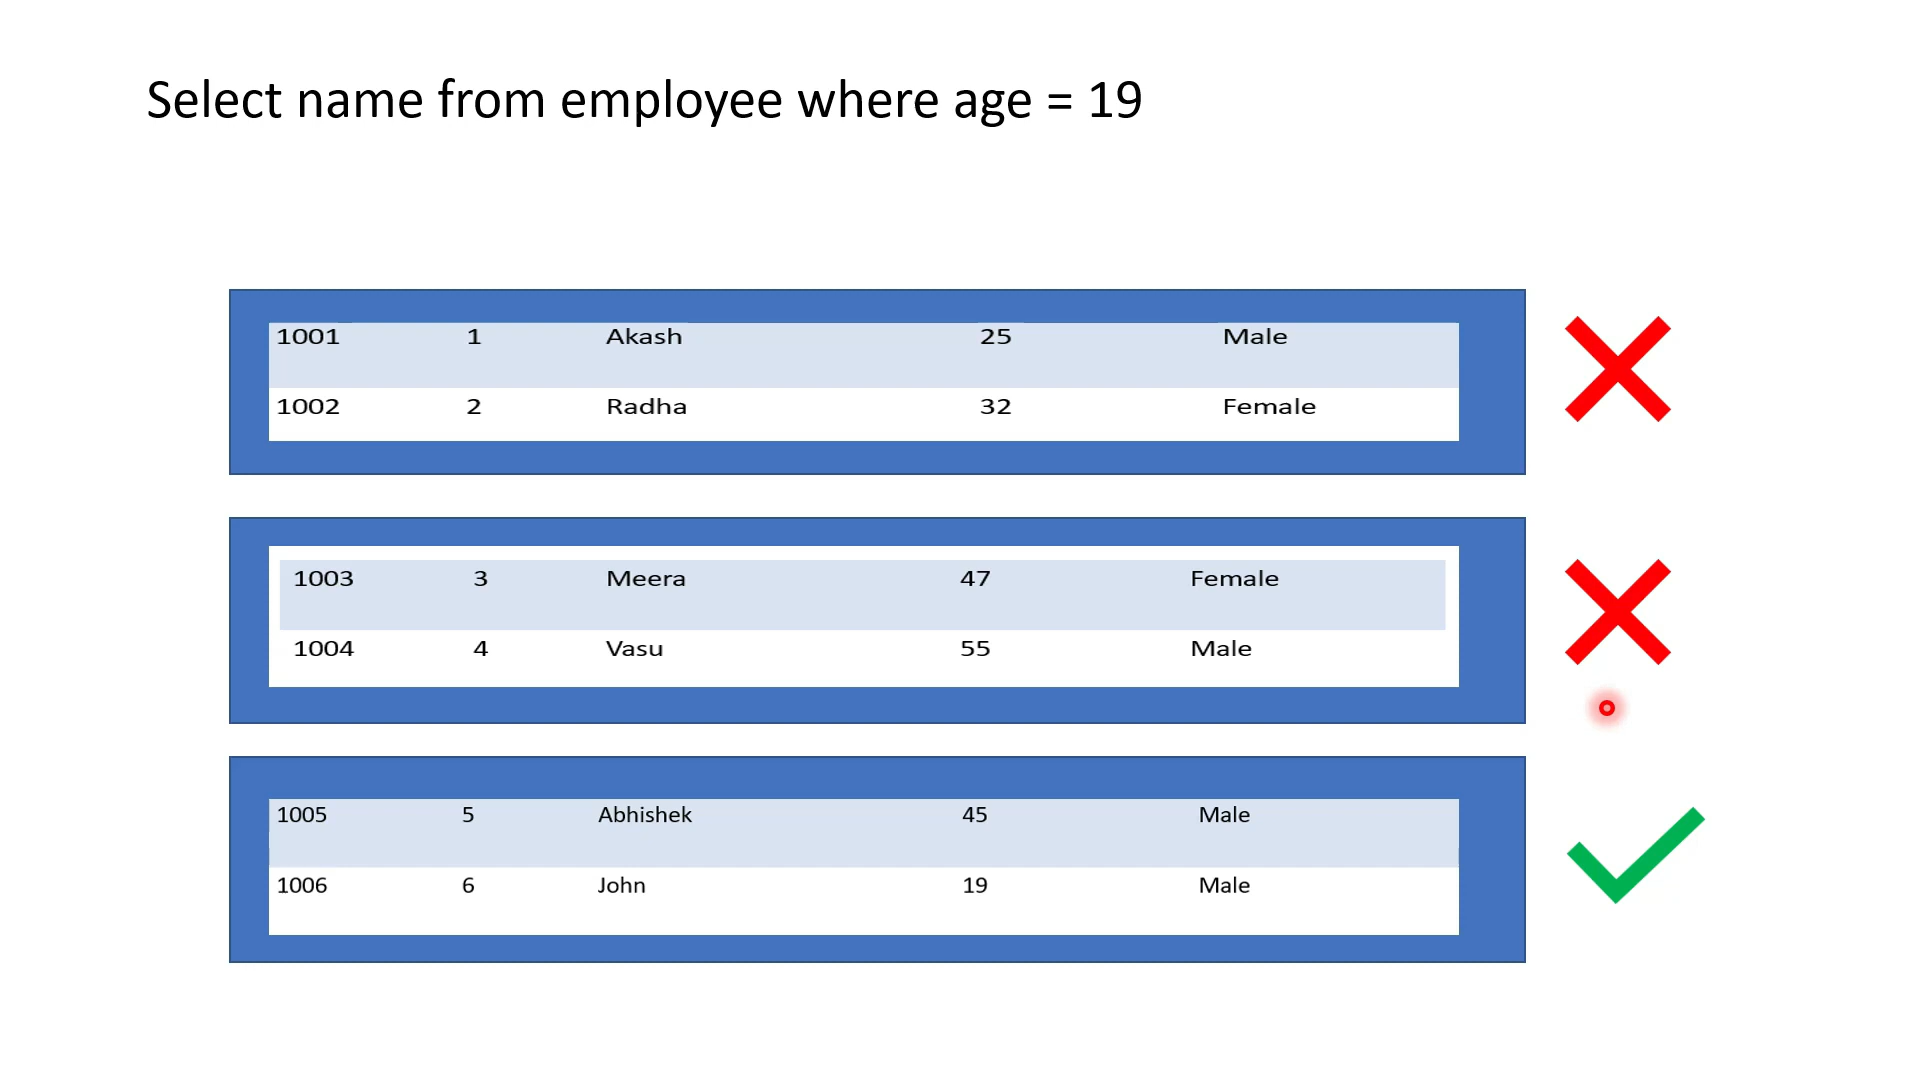 Select name from employee where age = 19
1001 1 Akash 25 Male
1002 2 Radha 32 Female
1003 3 Meera 47 Female
1004 4 Vasu 55 Male
1005 5 Abhishek 45 Male
1006 6 John 19 Male